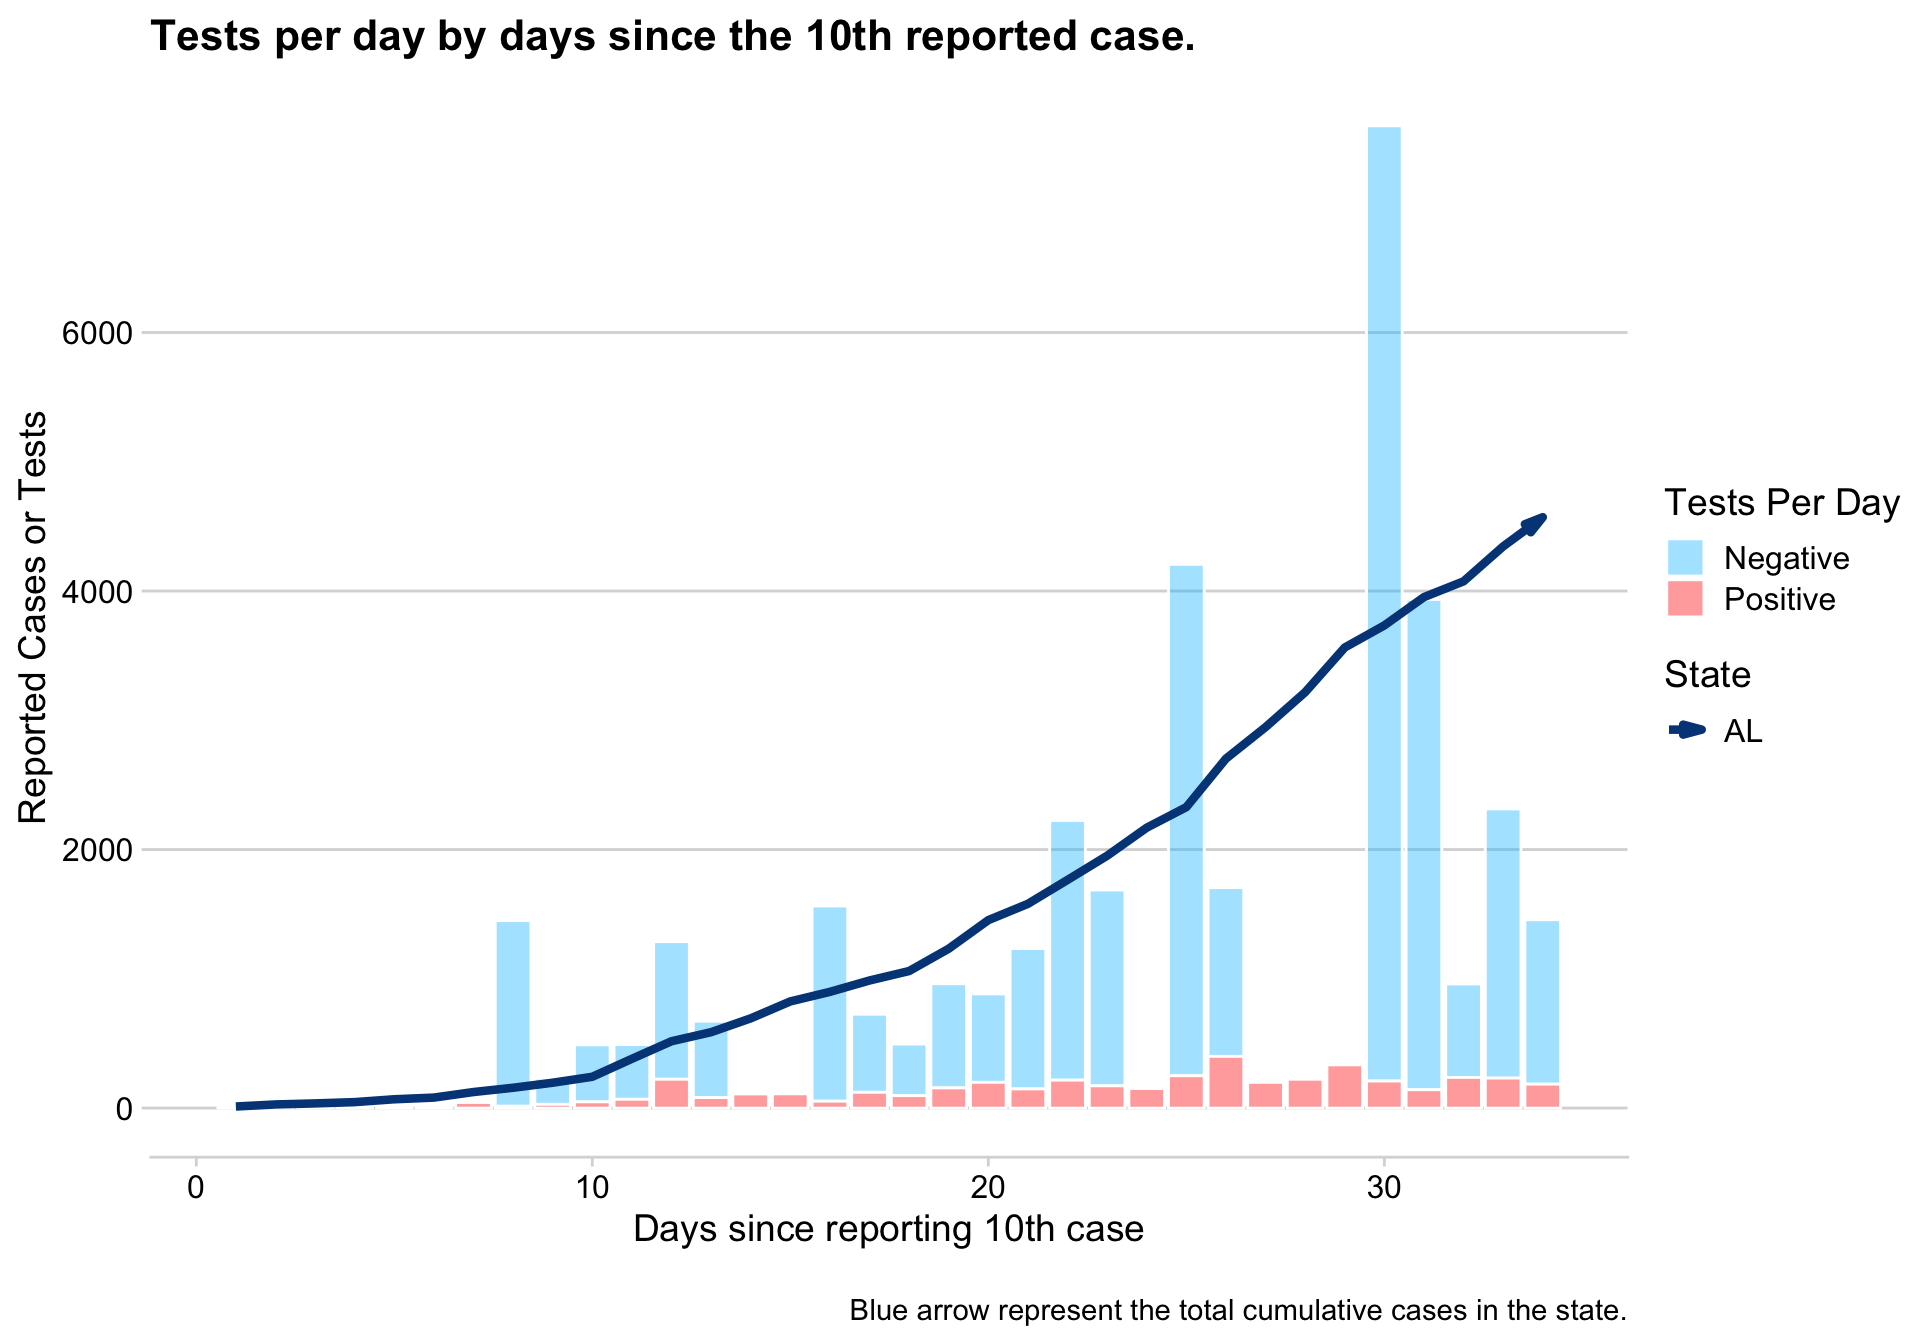 Tests per day by days since the 10th reported case.
6000
4000
2000
0
Reported Cases or Tests
0
10
20
30
Days since reporting 10th case
Tests Per Day
Negative
Positive
State
AL
Blue arrow represent the total cumulative cases in the state.